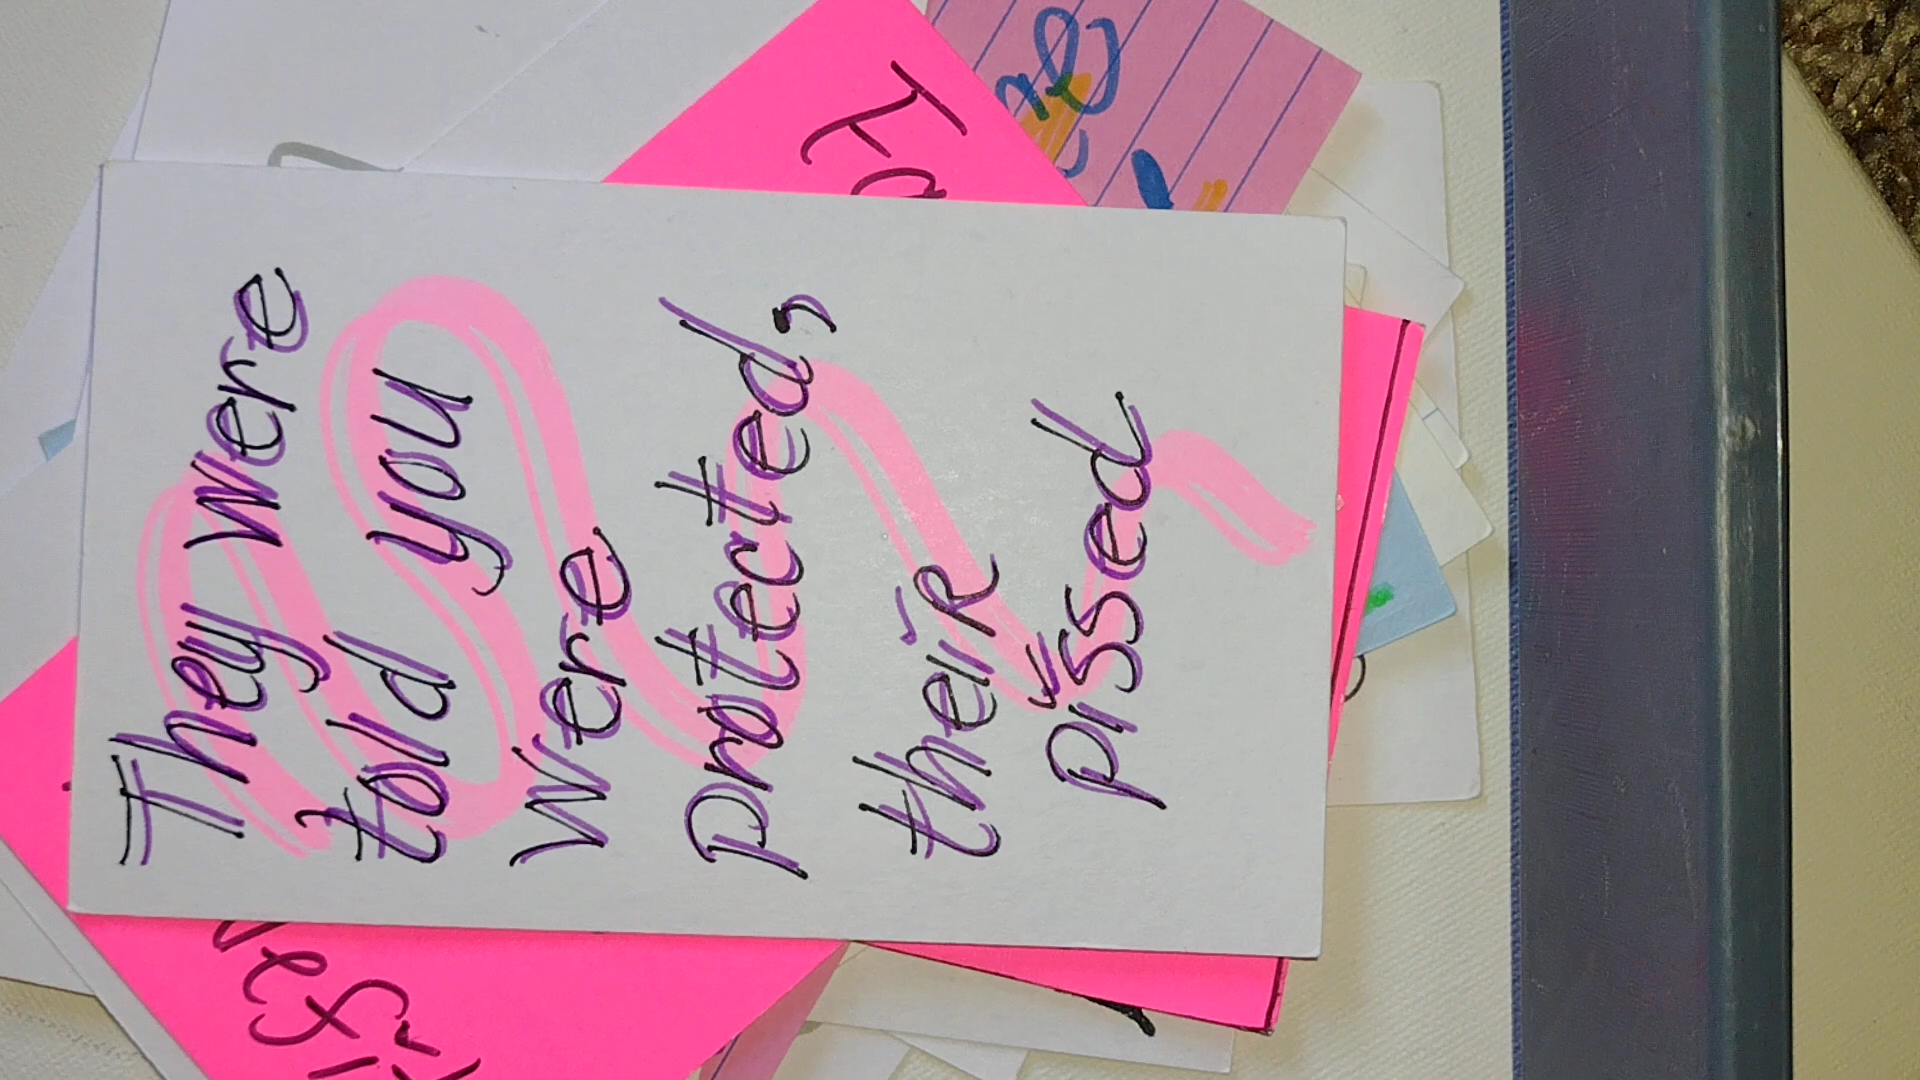 They were
told you
were
protected,
theiR
pissed